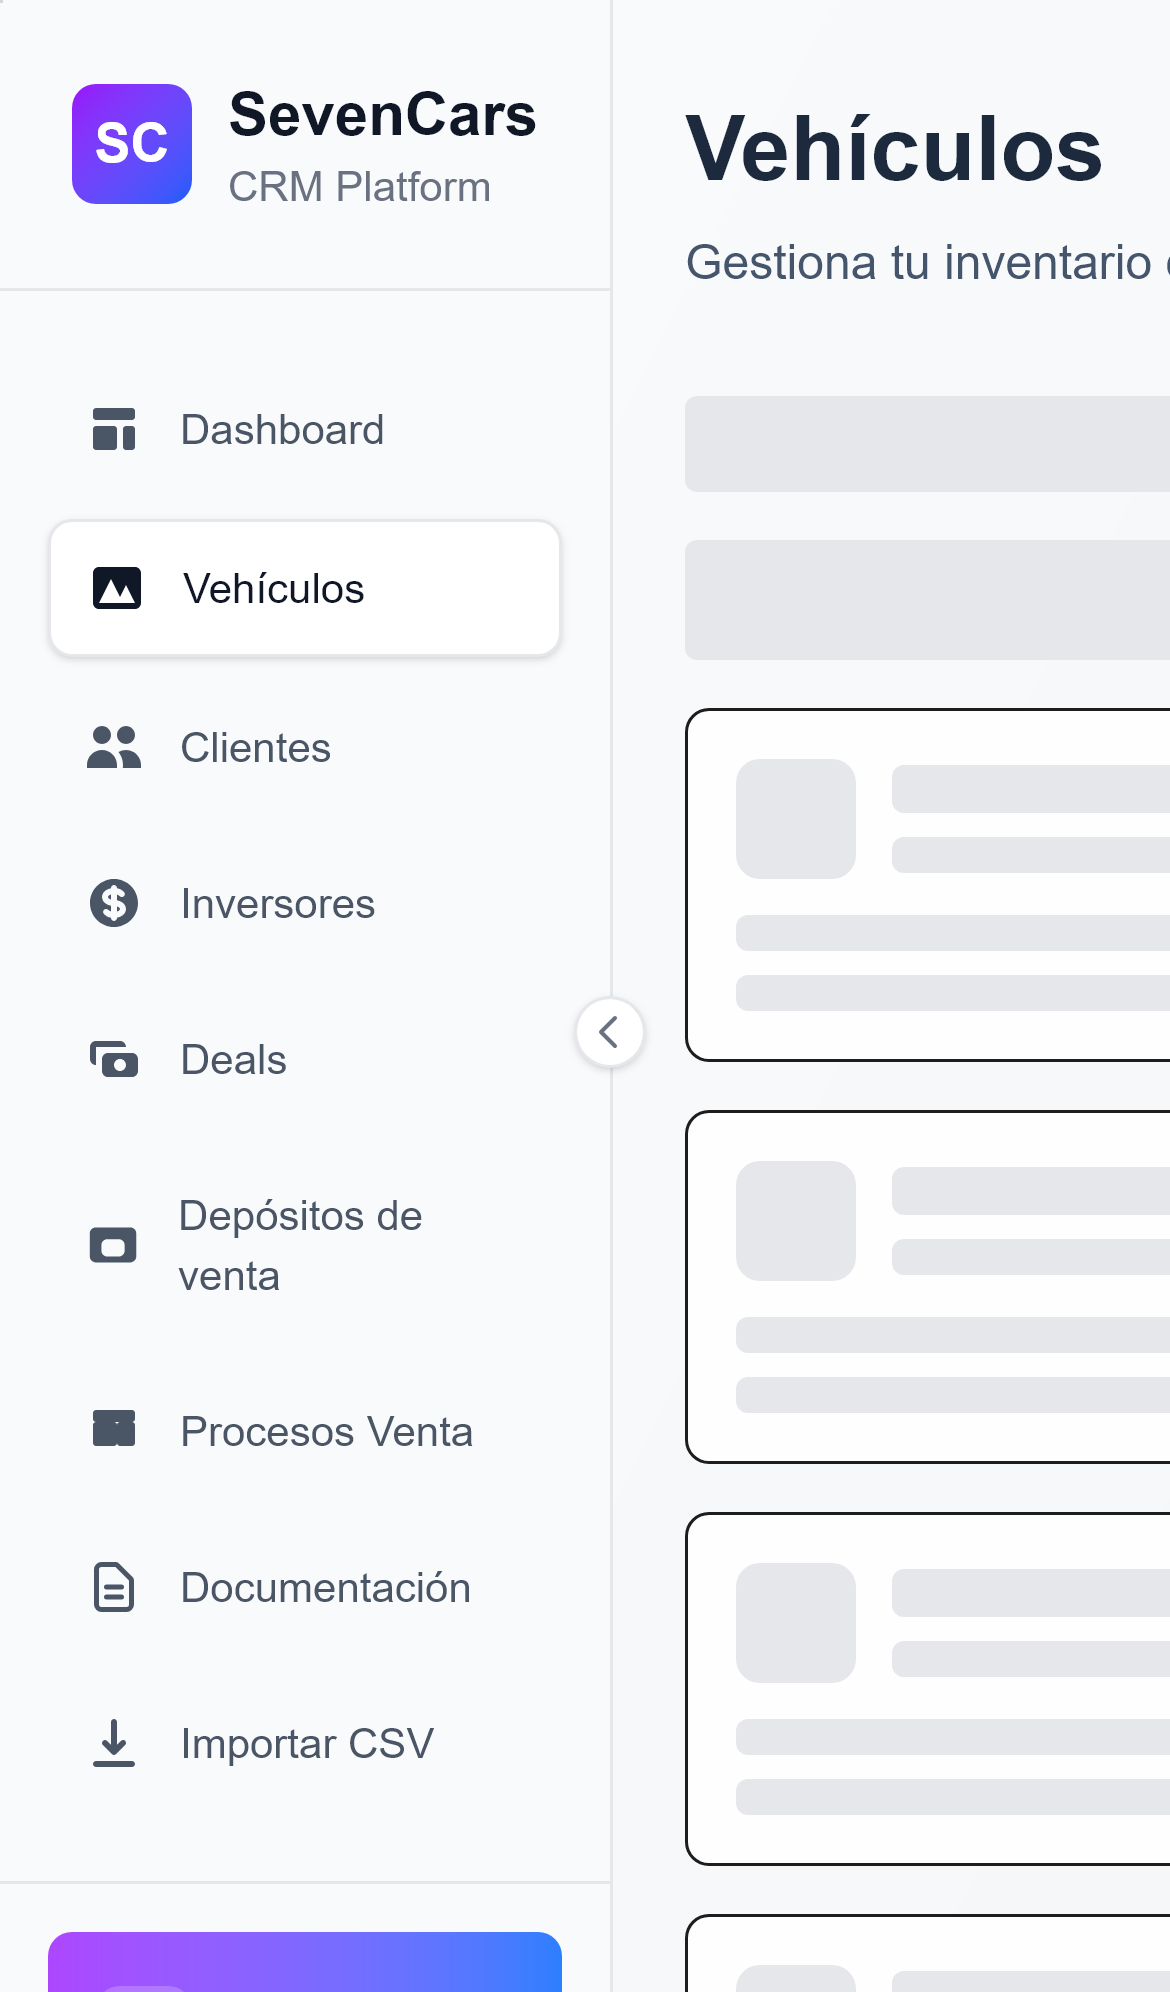 SC
SevenCars
CRM Platform
Dashboard
Vehículos
Clientes
Inversores
Deals
Depósitos de
venta
Procesos Venta
Documentación
Importar CSV
Vehículos
Gestiona tu inventario